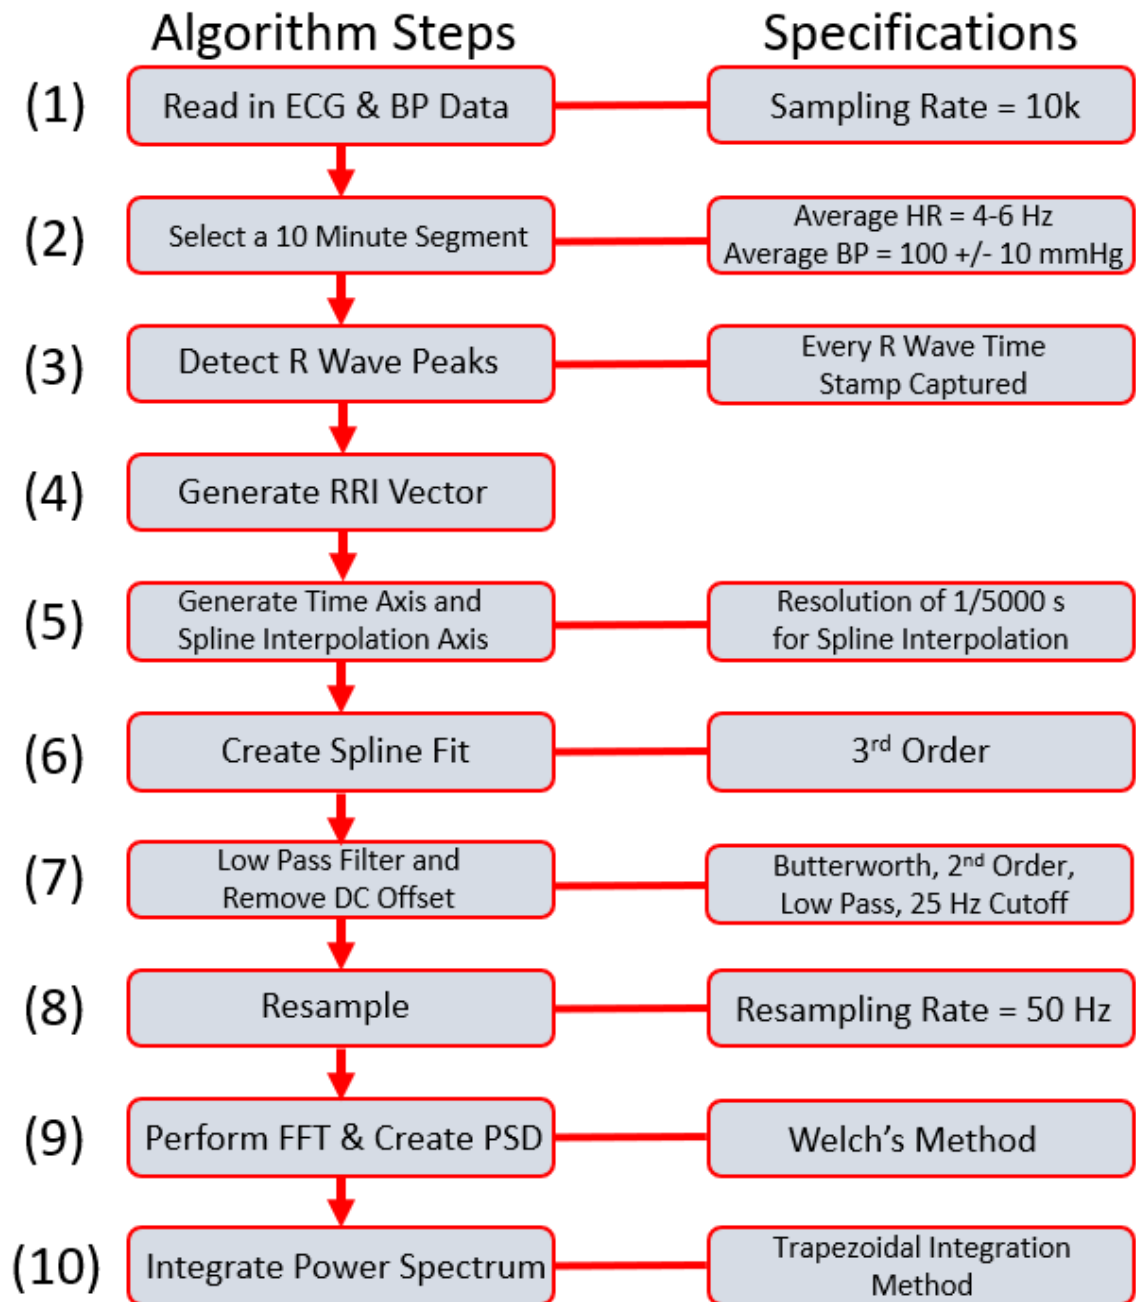 Algorithm Steps
Specifications
(1)
Read in ECG & BP Data
Sampling Rate = 10k
(2)
Select a 10 Minute Segment
Average HR = 4-6 Hz
Average BP = 100 +/- 10 mmHg
(3)
Detect R Wave Peaks
Every R Wave Time
Stamp Captured
(4)
Generate RRI Vector
(5)
Generate Time Axis and
Spline Interpolation Axis
Resolution of 1/5000 s
for Spline Interpolation
(6)
Create Spline Fit
3rd Order
(7)
Low Pass Filter and
Remove DC Offset
Butterworth, 2nd Order,
Low Pass, 25 Hz Cutoff
(8)
Resample
Resampling Rate = 50 Hz
(9)
Perform FFT & Create PSD
Welch’s Method
(10)
Integrate Power Spectrum
Trapezoidal Integration
Method